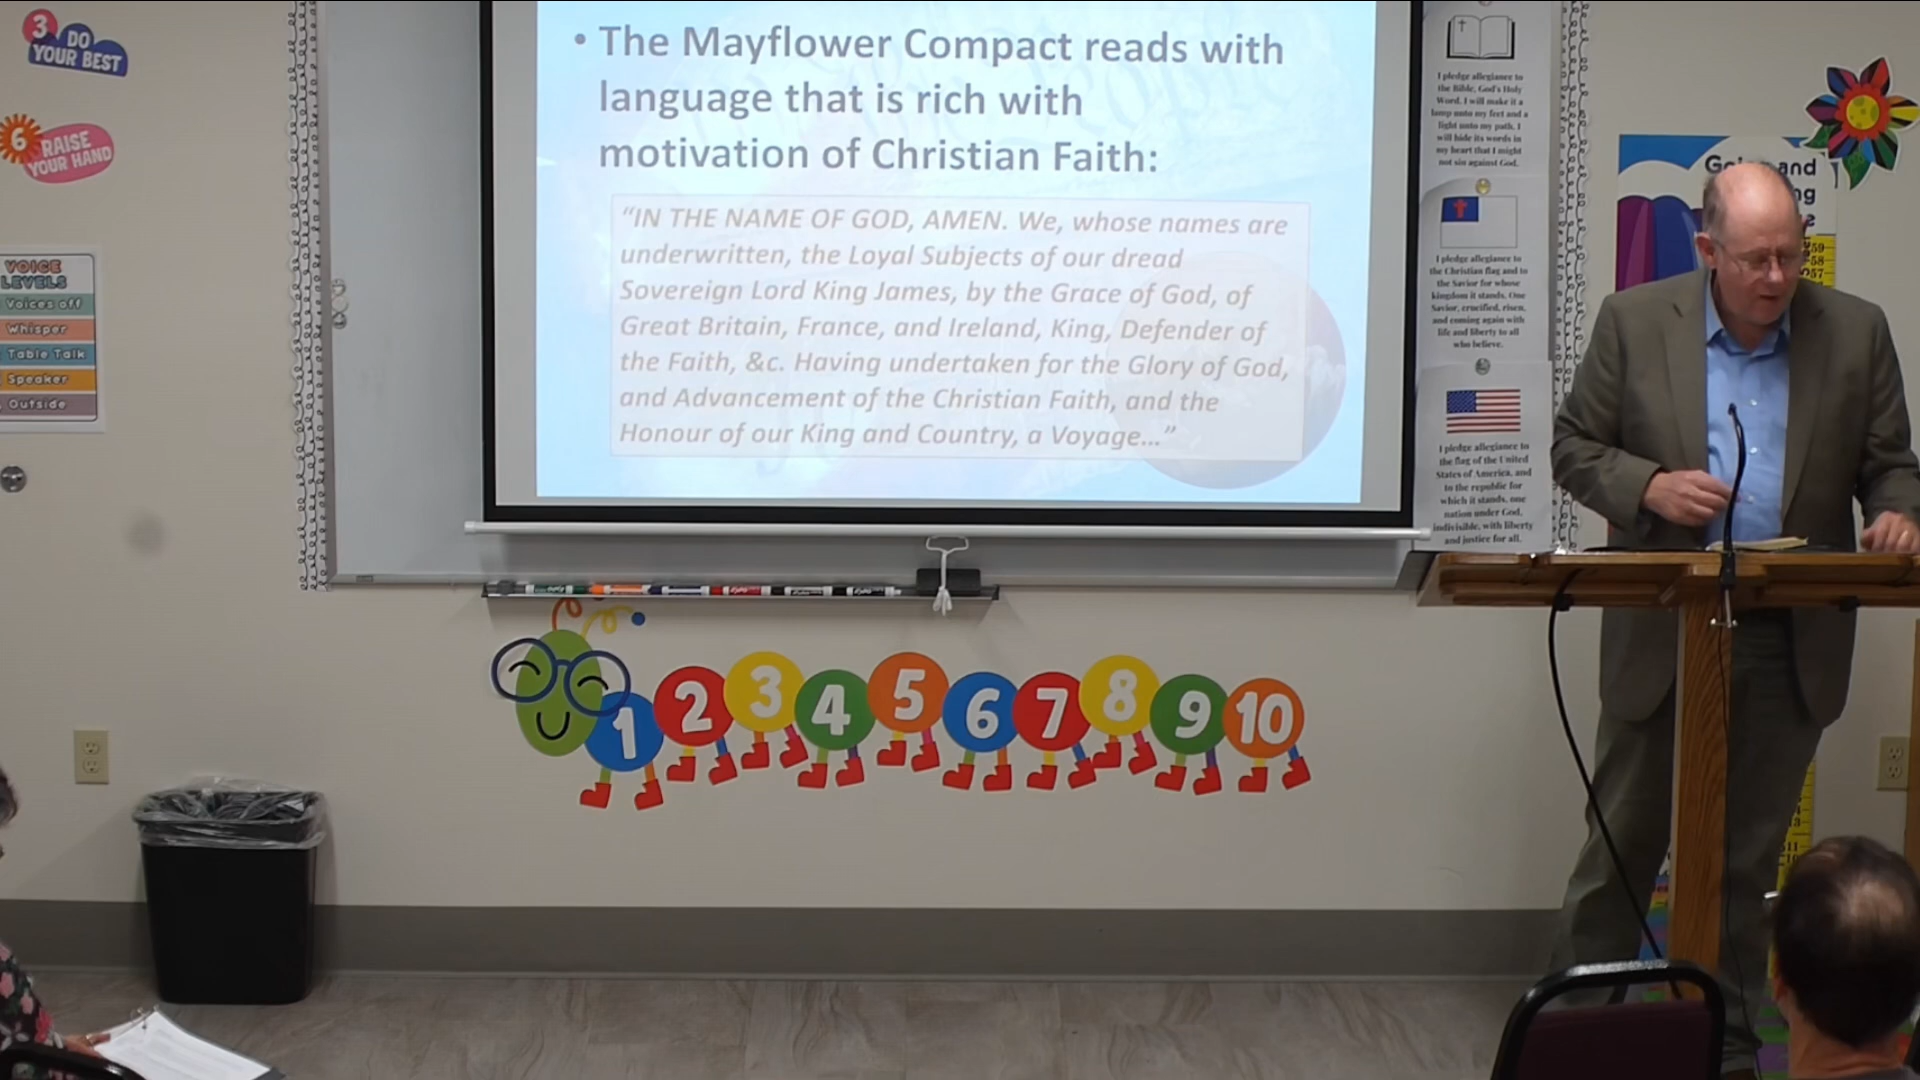 3 DO
YOUR BEST
6 RAISE
YOUR HAND
VOICE
LEVELS
Voices off
Whisper
Table Talk
Speaker
Outside
• The Mayflower Compact reads with
language that is rich with
motivation of Christian Faith:
“IN THE NAME OF GOD, AMEN. We, whose names are
underwritten, the Loyal Subjects of our dread
Sovereign Lord King James, by the Grace of God, of
Great Britain, France, and Ireland, King, Defender of
the Faith, &c. Having undertaken for the Glory of God,
and Advancement of the Christian Faith, and the
Honour of our King and Country, a Voyage...”
I pledge allegiance to
the Bible, God's Holy
Word. I will make it a
lamp unto my feet and a
light unto my path. I
will hide its words in
my heart that I might
not sin against God.
I pledge allegiance to
the Christian flag and to
the Savior for whose
kingdom it stands. One
Savior, crucified, risen,
and coming again with
life and liberty to all
who believe.
I pledge allegiance to
the flag of the United
States of America, and
to the republic for
which it stands, one
nation under God,
indivisible, with liberty
and justice for all.
and
59
58
57
1 2 3 4 5 6 7 8 9 10
11